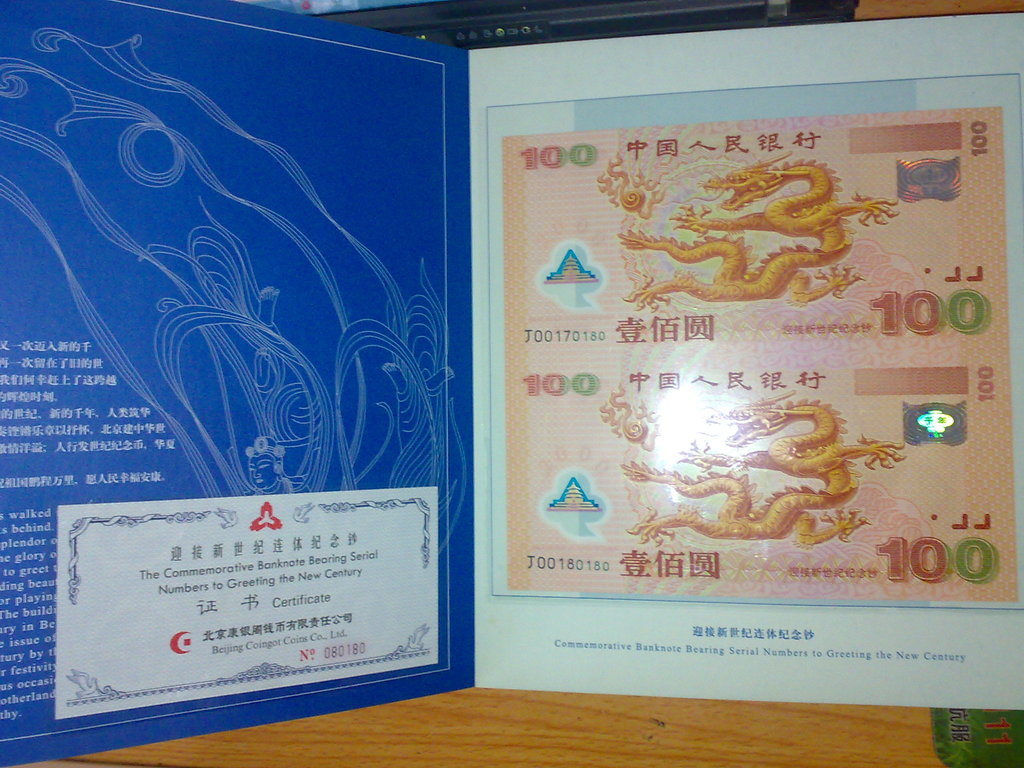 又一次迈入新的千
再一次留在了旧的世
我们何幸赶上了这跨越
的辉煌时刻.
的世纪、新的千年,人类筑华
奏铿锵乐章以抒怀,北京建中华世
激情洋溢;人行发世纪纪念币,华夏
祝祖国鹏程万里,愿人民幸福安康.
s walked
s behind.
plendor o
he glory o
to greet
ding beau
or playing
The buildi
ury in Be
e issue of
tury by t
r festivity
us occasi
otherland
thy.
迎接新世纪连体纪念钞
The Commemorative Banknote Bearing Serial
Numbers to Greeting the New Century
证 书 Certificate
北京康银阁钱币有限责任公司
Beijing Coingot Coins Co., Ltd.
Nº 080180
100 中国人民银行 100
J00170180 壹佰圆 迎接新世纪纪念钞 100
100 中国人民银行 100
J00180180 壹佰圆 迎接新世纪纪念钞 100
迎接新世纪连体纪念钞
Commemorative Banknote Bearing Serial Numbers to Greeting the New Century
111